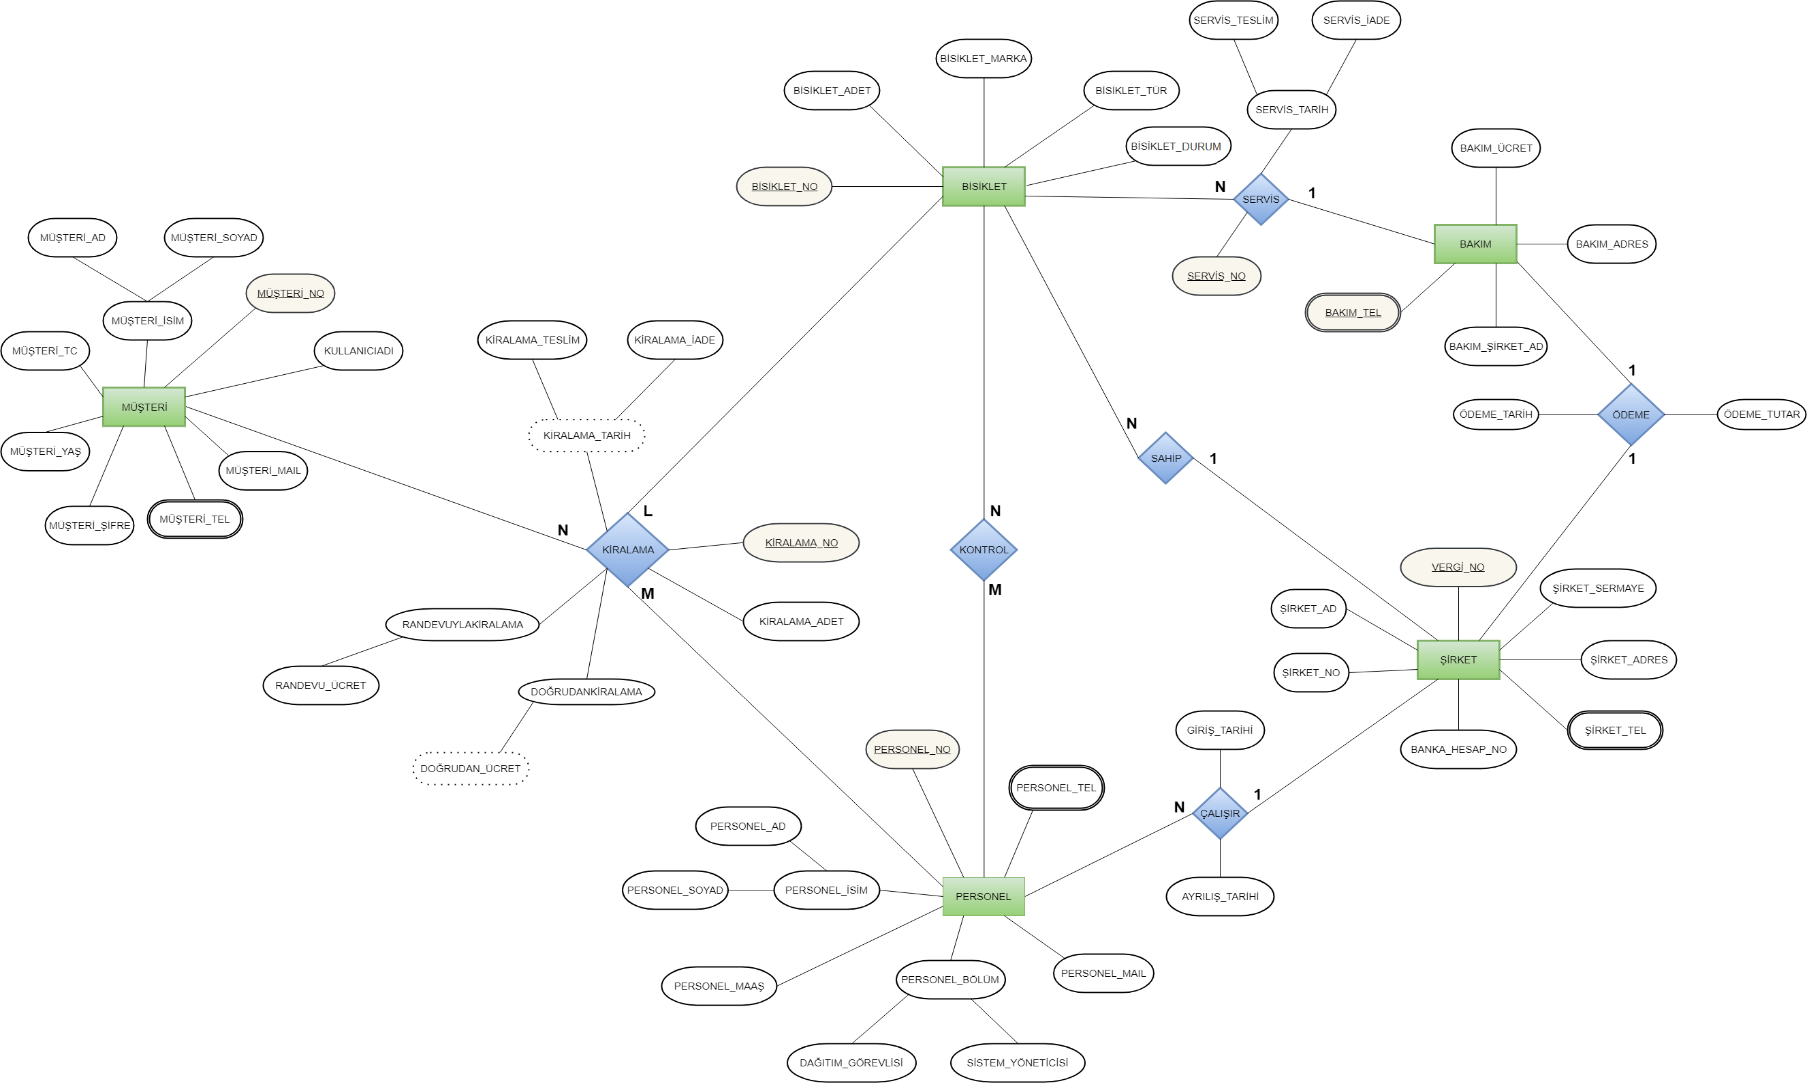 SERVİS_TESLİM
SERVİS_İADE
BİSİKLET_MARKA
BİSİKLET_ADET
BİSİKLET_TÜR
SERVİS_TARİH
BİSİKLET_DURUM
BAKIM_ÜCRET
BİSİKLET_NO
BİSİKLET
N
SERVİS
1
BAKIM
BAKIM_ADRES
MÜŞTERİ_AD
MÜŞTERİ_SOYAD
SERVİS_NO
MÜŞTERİ_NO
BAKIM_TEL
MÜŞTERİ_İSİM
KİRALAMA_TESLİM
KİRALAMA_İADE
BAKIM_ŞİRKET_AD
MÜŞTERİ_TC
KULLANICIADI
1
MÜŞTERİ
ÖDEME_TARİH
ÖDEME
ÖDEME_TUTAR
N
KİRALAMA_TARİH
MÜŞTERİ_YAŞ
SAHİP
1
1
MÜŞTERİ_MAIL
L
N
MÜŞTERİ_ŞİFRE
MÜŞTERİ_TEL
N
KİRALAMA
KİRALAMA_NO
KONTROL
M
M
VERGİ_NO
ŞİRKET_SERMAYE
ŞİRKET_AD
RANDEVUYLAKİRALAMA
KİRALAMA_ADET
ŞİRKET
ŞİRKET_ADRES
ŞİRKET_NO
RANDEVU_ÜCRET
DOĞRUDANKİRALAMA
GİRİŞ_TARİHİ
ŞİRKET_TEL
PERSONEL_NO
BANKA_HESAP_NO
DOĞRUDAN_ÜCRET
PERSONEL_TEL
N
1
ÇALIŞIR
PERSONEL_AD
PERSONEL_SOYAD
PERSONEL_İSİM
PERSONEL
AYRILIŞ_TARİHİ
PERSONEL_MAAŞ
PERSONEL_BÖLÜM
PERSONEL_MAIL
DAĞITIM_GÖREVLİSİ
SİSTEM_YÖNETİCİSİ